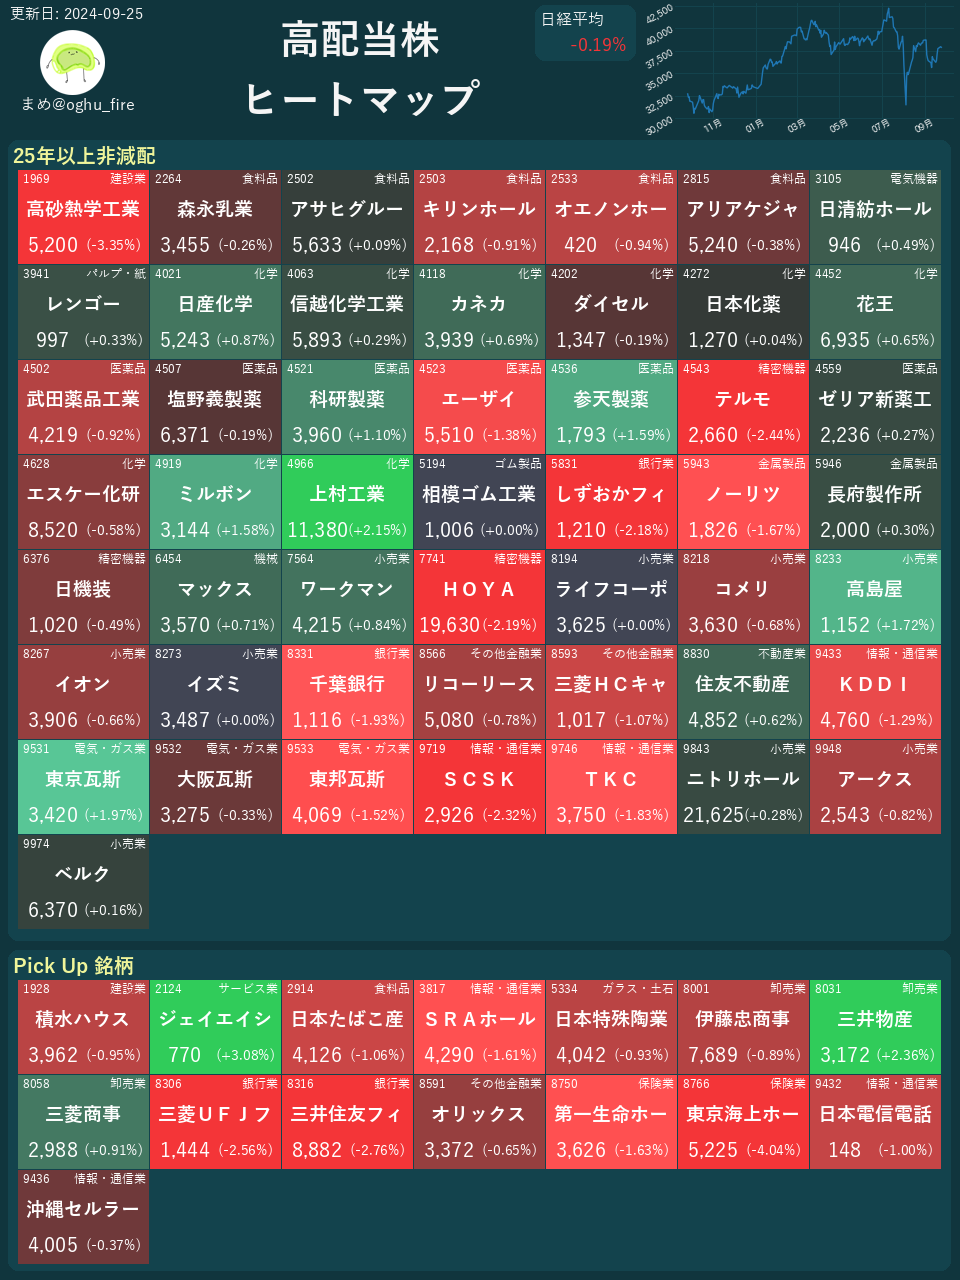 更新日: 2024-09-25
まめ@oghu_fire
高配当株
ヒートマップ
日経平均
-0.19%
42,500
40,000
37,500
35,000
32,500
30,000
11月 01月 03月 05月 07月 09月
25年以上非減配
1969 建設業 2264 食料品 2502 食料品 2503 食料品 2533 食料品 2815 食料品 3105 電気機器
高砂熱学工業 森永乳業 アサヒグルー キリンホール オエノンホー アリアケジャ 日清紡ホール
5,200 (-3.35%) 3,455 (-0.26%) 5,633 (+0.09%) 2,168 (-0.91%) 420 (-0.94%) 5,240 (-0.38%) 946 (+0.49%)
3941 パルプ・紙 4021 化学 4063 化学 4118 化学 4202 化学 4272 化学 4452 化学
レンゴー 日産化学 信越化学工業 カネカ ダイセル 日本化薬 花王
997 (+0.33%) 5,243 (+0.87%) 5,893 (+0.29%) 3,939 (+0.69%) 1,347 (-0.19%) 1,270 (+0.04%) 6,935 (+0.65%)
4502 医薬品 4507 医薬品 4521 医薬品 4523 医薬品 4536 医薬品 4543 精密機器 4559 医薬品
武田薬品工業 塩野義製薬 科研製薬 エーザイ 参天製薬 テルモ ゼリア新薬工
4,219 (-0.92%) 6,371 (-0.19%) 3,960 (+1.10%) 5,510 (-1.38%) 1,793 (+1.59%) 2,660 (-2.44%) 2,236 (+0.27%)
4628 化学 4919 化学 4966 化学 5194 ゴム製品 5831 銀行業 5943 金属製品 5946 金属製品
エスケー化研 ミルボン 上村工業 相模ゴム工業 しずおかフィ ノーリツ 長府製作所
8,520 (-0.58%) 3,144 (+1.58%) 11,380(+2.15%) 1,006 (+0.00%) 1,210 (-2.18%) 1,826 (-1.67%) 2,000 (+0.30%)
6376 精密機器 6454 機械 7564 小売業 7741 精密機器 8194 小売業 8218 小売業 8233 小売業
日機装 マックス ワークマン ＨＯＹＡ ライフコーポ コメリ 高島屋
1,020 (-0.49%) 3,570 (+0.71%) 4,215 (+0.84%) 19,630(-2.19%) 3,625 (+0.00%) 3,630 (-0.68%) 1,152 (+1.72%)
8267 小売業 8273 小売業 8331 銀行業 8566 その他金融業 8593 その他金融業 8830 不動産業 9433 情報・通信業
イオン イズミ 千葉銀行 リコーリース 三菱ＨＣキャ 住友不動産 ＫＤＤＩ
3,906 (-0.66%) 3,487 (+0.00%) 1,116 (-1.93%) 5,080 (-0.78%) 1,017 (-1.07%) 4,852 (+0.62%) 4,760 (-1.29%)
9531 電気・ガス業 9532 電気・ガス業 9533 電気・ガス業 9719 情報・通信業 9746 情報・通信業 9843 小売業 9948 小売業
東京瓦斯 大阪瓦斯 東邦瓦斯 ＳＣＳＫ ＴＫＣ ニトリホール アークス
3,420 (+1.97%) 3,275 (-0.33%) 4,069 (-1.52%) 2,926 (-2.32%) 3,750 (-1.83%) 21,625(+0.28%) 2,543 (-0.82%)
9974 小売業
ベルク
6,370 (+0.16%)
Pick Up 銘柄
1928 建設業 2124 サービス業 2914 食料品 3817 情報・通信業 5334 ガラス・土石 8001 卸売業 8031 卸売業
積水ハウス ジェイエイシ 日本たばこ産 ＳＲＡホール 日本特殊陶業 伊藤忠商事 三井物産
3,962 (-0.95%) 770 (+3.08%) 4,126 (-1.06%) 4,290 (-1.61%) 4,042 (-0.93%) 7,689 (-0.89%) 3,172 (+2.36%)
8058 卸売業 8306 銀行業 8316 銀行業 8591 その他金融業 8750 保険業 8766 保険業 9432 情報・通信業
三菱商事 三菱ＵＦＪフ 三井住友フィ オリックス 第一生命ホー 東京海上ホー 日本電信電話
2,988 (+0.91%) 1,444 (-2.56%) 8,882 (-2.76%) 3,372 (-0.65%) 3,626 (-1.63%) 5,225 (-4.04%) 148 (-1.00%)
9436 情報・通信業
沖縄セルラー
4,005 (-0.37%)